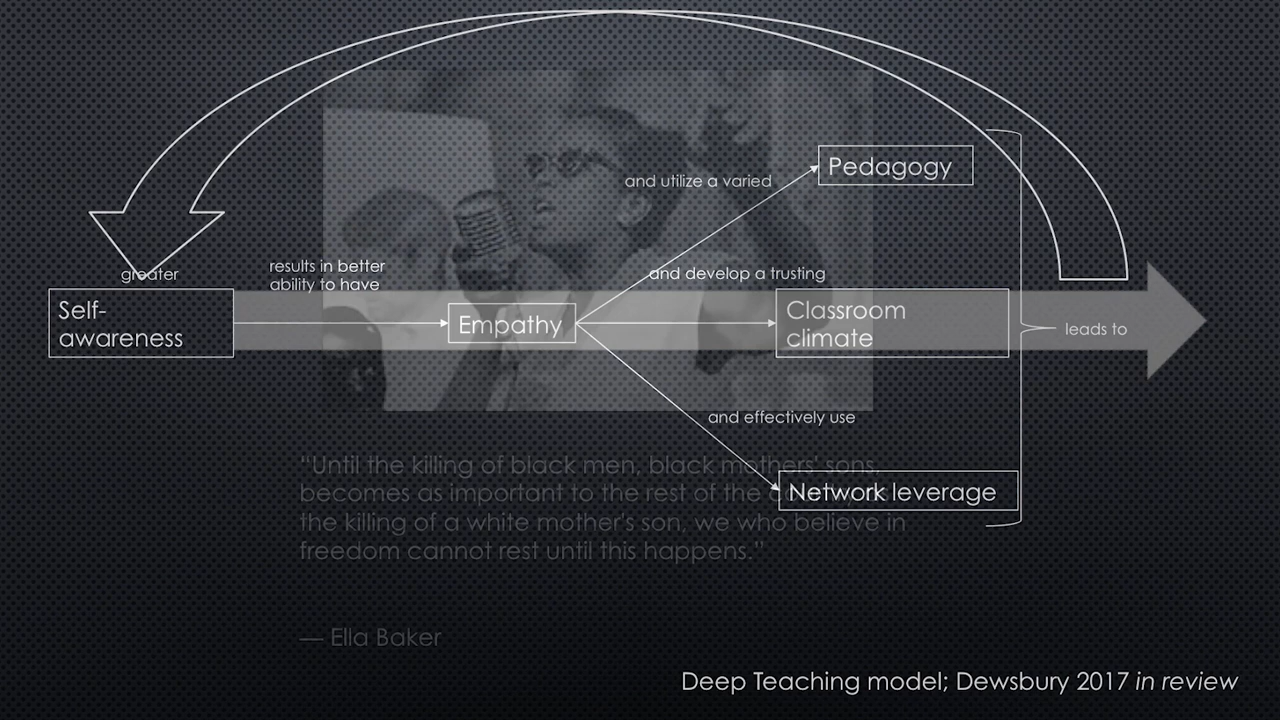 and utilize a varied
Pedagogy
greater
results in better
ability to have
and develop a trusting
Self-
awareness
Empathy
Classroom
climate
leads to
and effectively use
Network leverage
“Until the killing of black men, black mothers' sons,
becomes as important to the rest of the
the killing of a white mother's son, we who believe in
freedom cannot rest until this happens.”
— Ella Baker
Deep Teaching model; Dewsbury 2017 in review